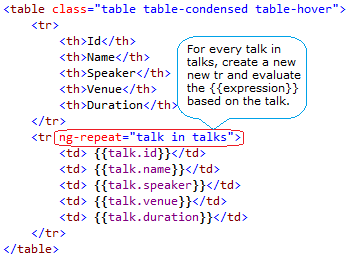 <table class="table table-condensed table-hover">
<tr>
<th>Id</th>
<th>Name</th>
<th>Speaker</th>
<th>Venue</th>
<th>Duration</th>
</tr>
For every talk in
talks, create a new
new tr and evaluate
the {{expression}}
based on the talk.
<tr ng-repeat="talk in talks">
<td> {{talk.id}}</td>
<td> {{talk.name}}</td>
<td> {{talk.speaker}}</td>
<td> {{talk.venue}}</td>
<td> {{talk.duration}}</td>
</tr>
</table>